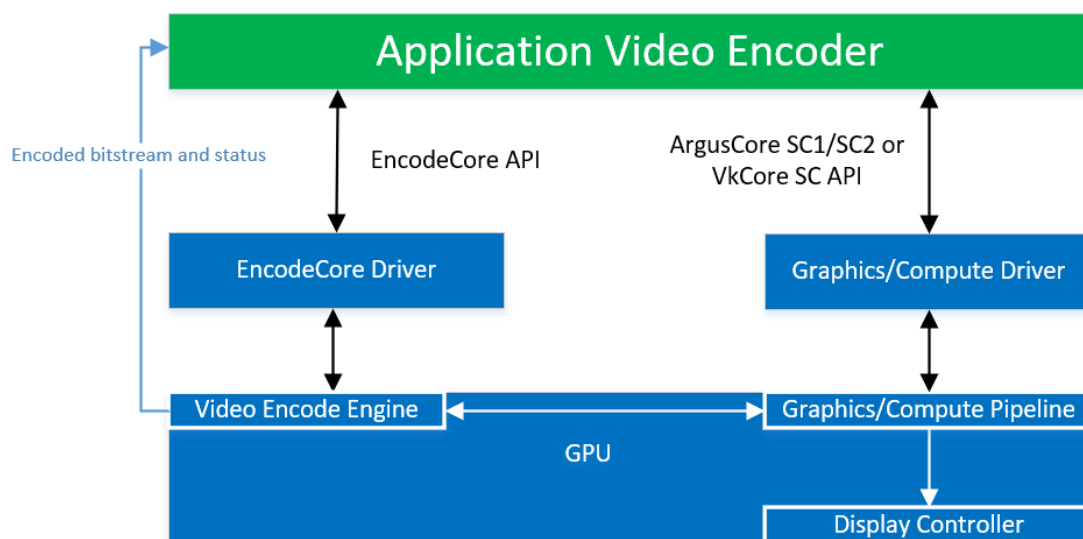 Application Video Encoder
Encoded bitstream and status
EncodeCore API
ArgusCore SC1/SC2 or
VkCore SC API
EncodeCore Driver
Graphics/Compute Driver
Video Encode Engine
Graphics/Compute Pipeline
GPU
Display Controller